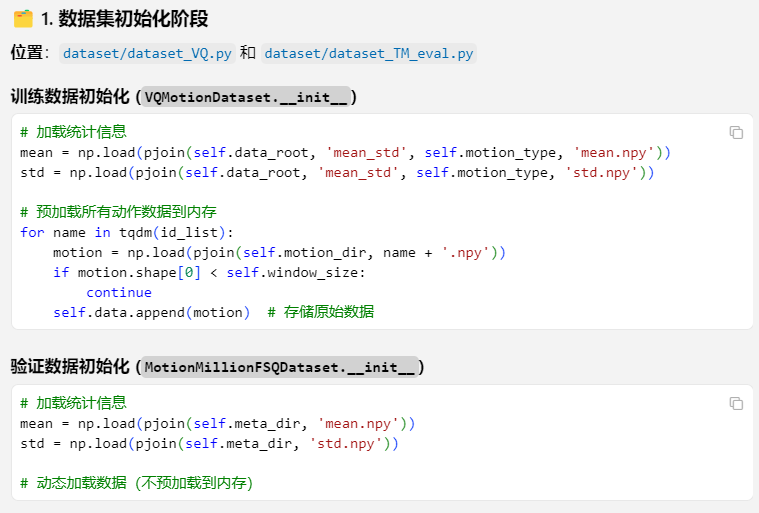 🗂️ 1. 数据集初始化阶段
位置: dataset/dataset_VQ.py 和 dataset/dataset_TM_eval.py
训练数据初始化 (VQMotionDataset.__init__)
# 加载统计信息
mean = np.load(pjoin(self.data_root, 'mean_std', self.motion_type, 'mean.npy'))
std = np.load(pjoin(self.data_root, 'mean_std', self.motion_type, 'std.npy'))
# 预加载所有动作数据到内存
for name in tqdm(id_list):
    motion = np.load(pjoin(self.motion_dir, name + '.npy'))
    if motion.shape[0] < self.window_size:
        continue
    self.data.append(motion)  # 存储原始数据
验证数据初始化 (MotionMillionFSQDataset.__init__)
# 加载统计信息
mean = np.load(pjoin(self.meta_dir, 'mean.npy'))
std = np.load(pjoin(self.meta_dir, 'std.npy'))
# 动态加载数据 (不预加载到内存)